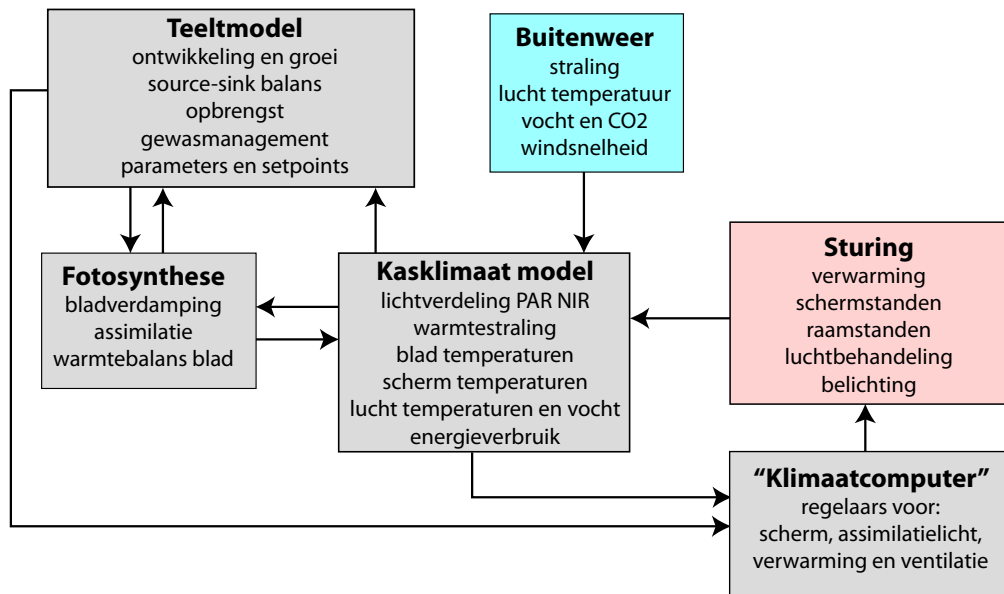 Teeltmodel
ontwikkeling en groei
source-sink balans
opbrengst
gewasmanagement
parameters en setpoints
Buitenweer
straling
lucht temperatuur
vocht en CO2
windsnelheid
Fotosynthese
bladverdamping
assimilatie
warmtebalans blad
Kasklimaat model
lichtverdeling PAR NIR
warmtestraling
blad temperaturen
scherm temperaturen
lucht temperaturen en vocht
energieverbruik
Sturing
verwarming
schermstanden
raamstanden
luchtbehandeling
belichting
“Klimaatcomputer”
regelaars voor:
scherm, assimilatielicht,
verwarming en ventilatie